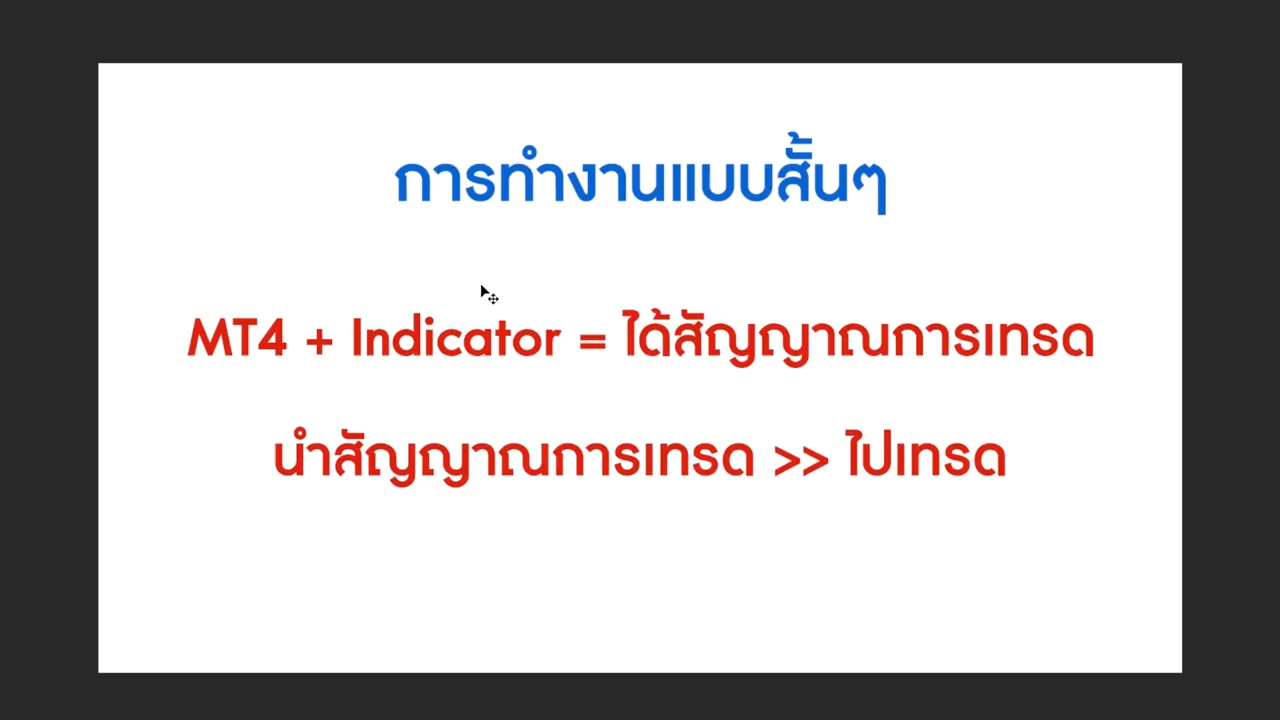 การทำงานแบบสั้นๆ
MT4 + Indicator = ได้สัญญาณการเทรด
นำสัญญาณการเทรด >> ไปเทรด